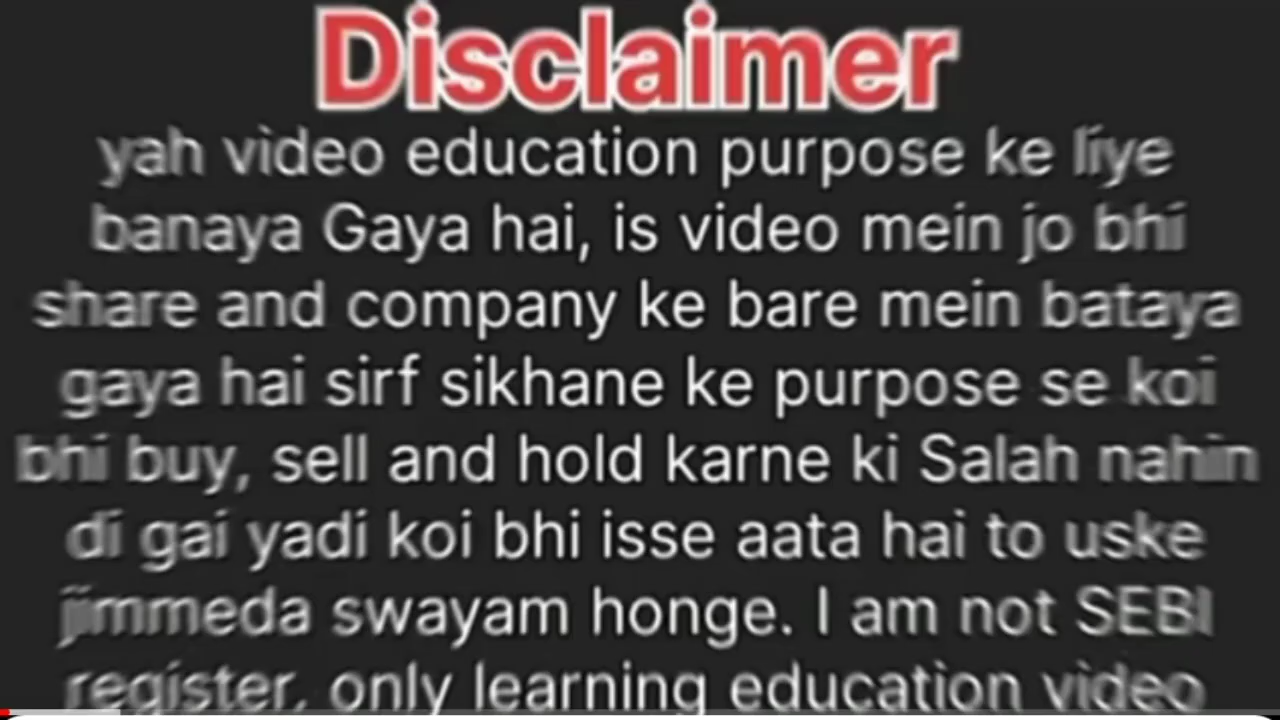 Disclaimer
yah video education purpose ke liye
banaya Gaya hai, is video mein jo bhi
share and company ke bare mein bataya
gaya hai sirf sikhane ke purpose se koi
bhi buy, sell and hold karne ki Salah nahin
di gai yadi koi bhi isse aata hai to uske
jimmeda swayam honge. I am not SEBI
register, only learning education video